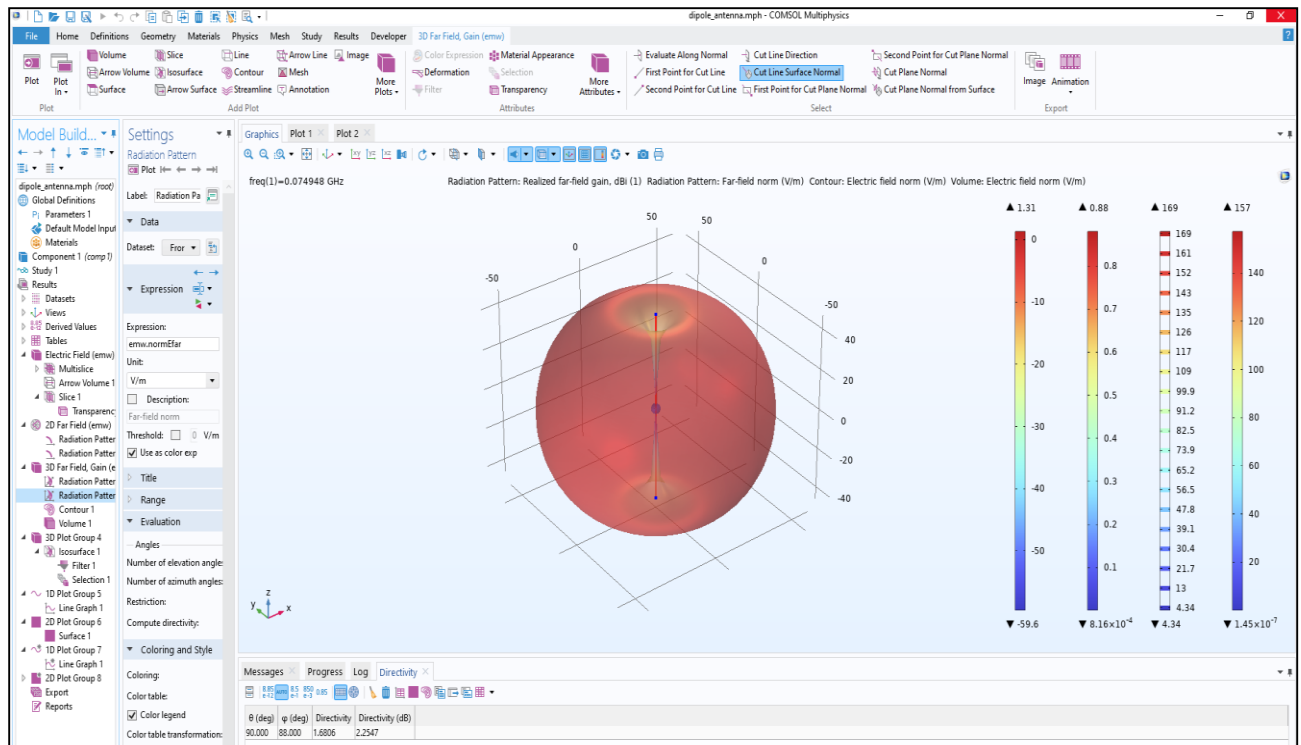 dipole_antenna.mph - COMSOL Multiphysics
File Home Definitions Geometry Materials Physics Mesh Study Results Developer 3D Far Field, Gain (emw)
Plot
Plot In
Plot
Volume Slice Line Arrow Line Image
Arrow Volume Isosurface Contour Mesh
Surface Arrow Surface Streamline Annotation
More Plots
Add Plot
Color Expression Material Appearance
Deformation Selection
Filter Transparency
More Attributes
Attributes
Evaluate Along Normal Cut Line Direction Second Point for Cut Plane Normal
First Point for Cut Line Cut Line Surface Normal Cut Plane Normal
Second Point for Cut Line First Point for Cut Plane Normal Cut Plane Normal from Surface
Select
Image Animation
Export
Model Build...
dipole_antenna.mph (root)
Global Definitions
Pi Parameters 1
Default Model Input
Materials
Component 1 (comp1)
Study 1
Results
Datasets
Views
8.85 e-12 Derived Values
Tables
Electric Field (emw)
Multislice
Arrow Volume 1
Slice 1
Transparenc
2D Far Field (emw)
Radiation Patter
Radiation Patter
3D Far Field, Gain (e
Radiation Patter
Radiation Patter
Contour 1
Volume 1
3D Plot Group 4
Isosurface 1
Filter 1
Selection 1
1D Plot Group 5
Line Graph 1
2D Plot Group 6
Surface 1
1D Plot Group 7
Line Graph 1
2D Plot Group 8
Export
Reports
Settings
Radiation Pattern
Plot
Label: Radiation Pa
Data
Dataset: Fror
Expression
Expression:
emw.normEfar
Unit:
V/m
Description:
Far-field norm
Threshold: 0 V/m
Use as color exp
Title
Range
Evaluation
Angles
Number of elevation angle:
Number of azimuth angles:
Restriction:
Compute directivity:
Coloring and Style
Coloring:
Color table:
Color legend
Color table transformation:
Graphics Plot 1 Plot 2
freq(1)=0.074948 GHz Radiation Pattern: Realized far-field gain, dBi (1) Radiation Pattern: Far-field norm (V/m) Contour: Electric field norm (V/m) Volume: Electric field norm (V/m)
50 50
0 0
-50 -50
40
20
0
-20
-40
z
y x
▲ 1.31
0
-10
-20
-30
-40
-50
▼ -59.6
▲ 0.88
0.8
0.7
0.6
0.5
0.4
0.3
0.2
0.1
▼ 8.16×10⁻⁴
▲ 169
169
161
152
143
135
126
117
109
99.9
91.2
82.5
73.9
65.2
56.5
47.8
39.1
30.4
21.7
13
4.34
▼ 4.34
▲ 157
140
120
100
80
60
40
20
▼ 1.45×10⁻⁷
Messages Progress Log Directivity
8.85 e-12 AUTO 8.5 e-1 850 e-3 0.85
θ (deg) φ (deg) Directivity Directivity (dB)
90.000 88.000 1.6806 2.2547